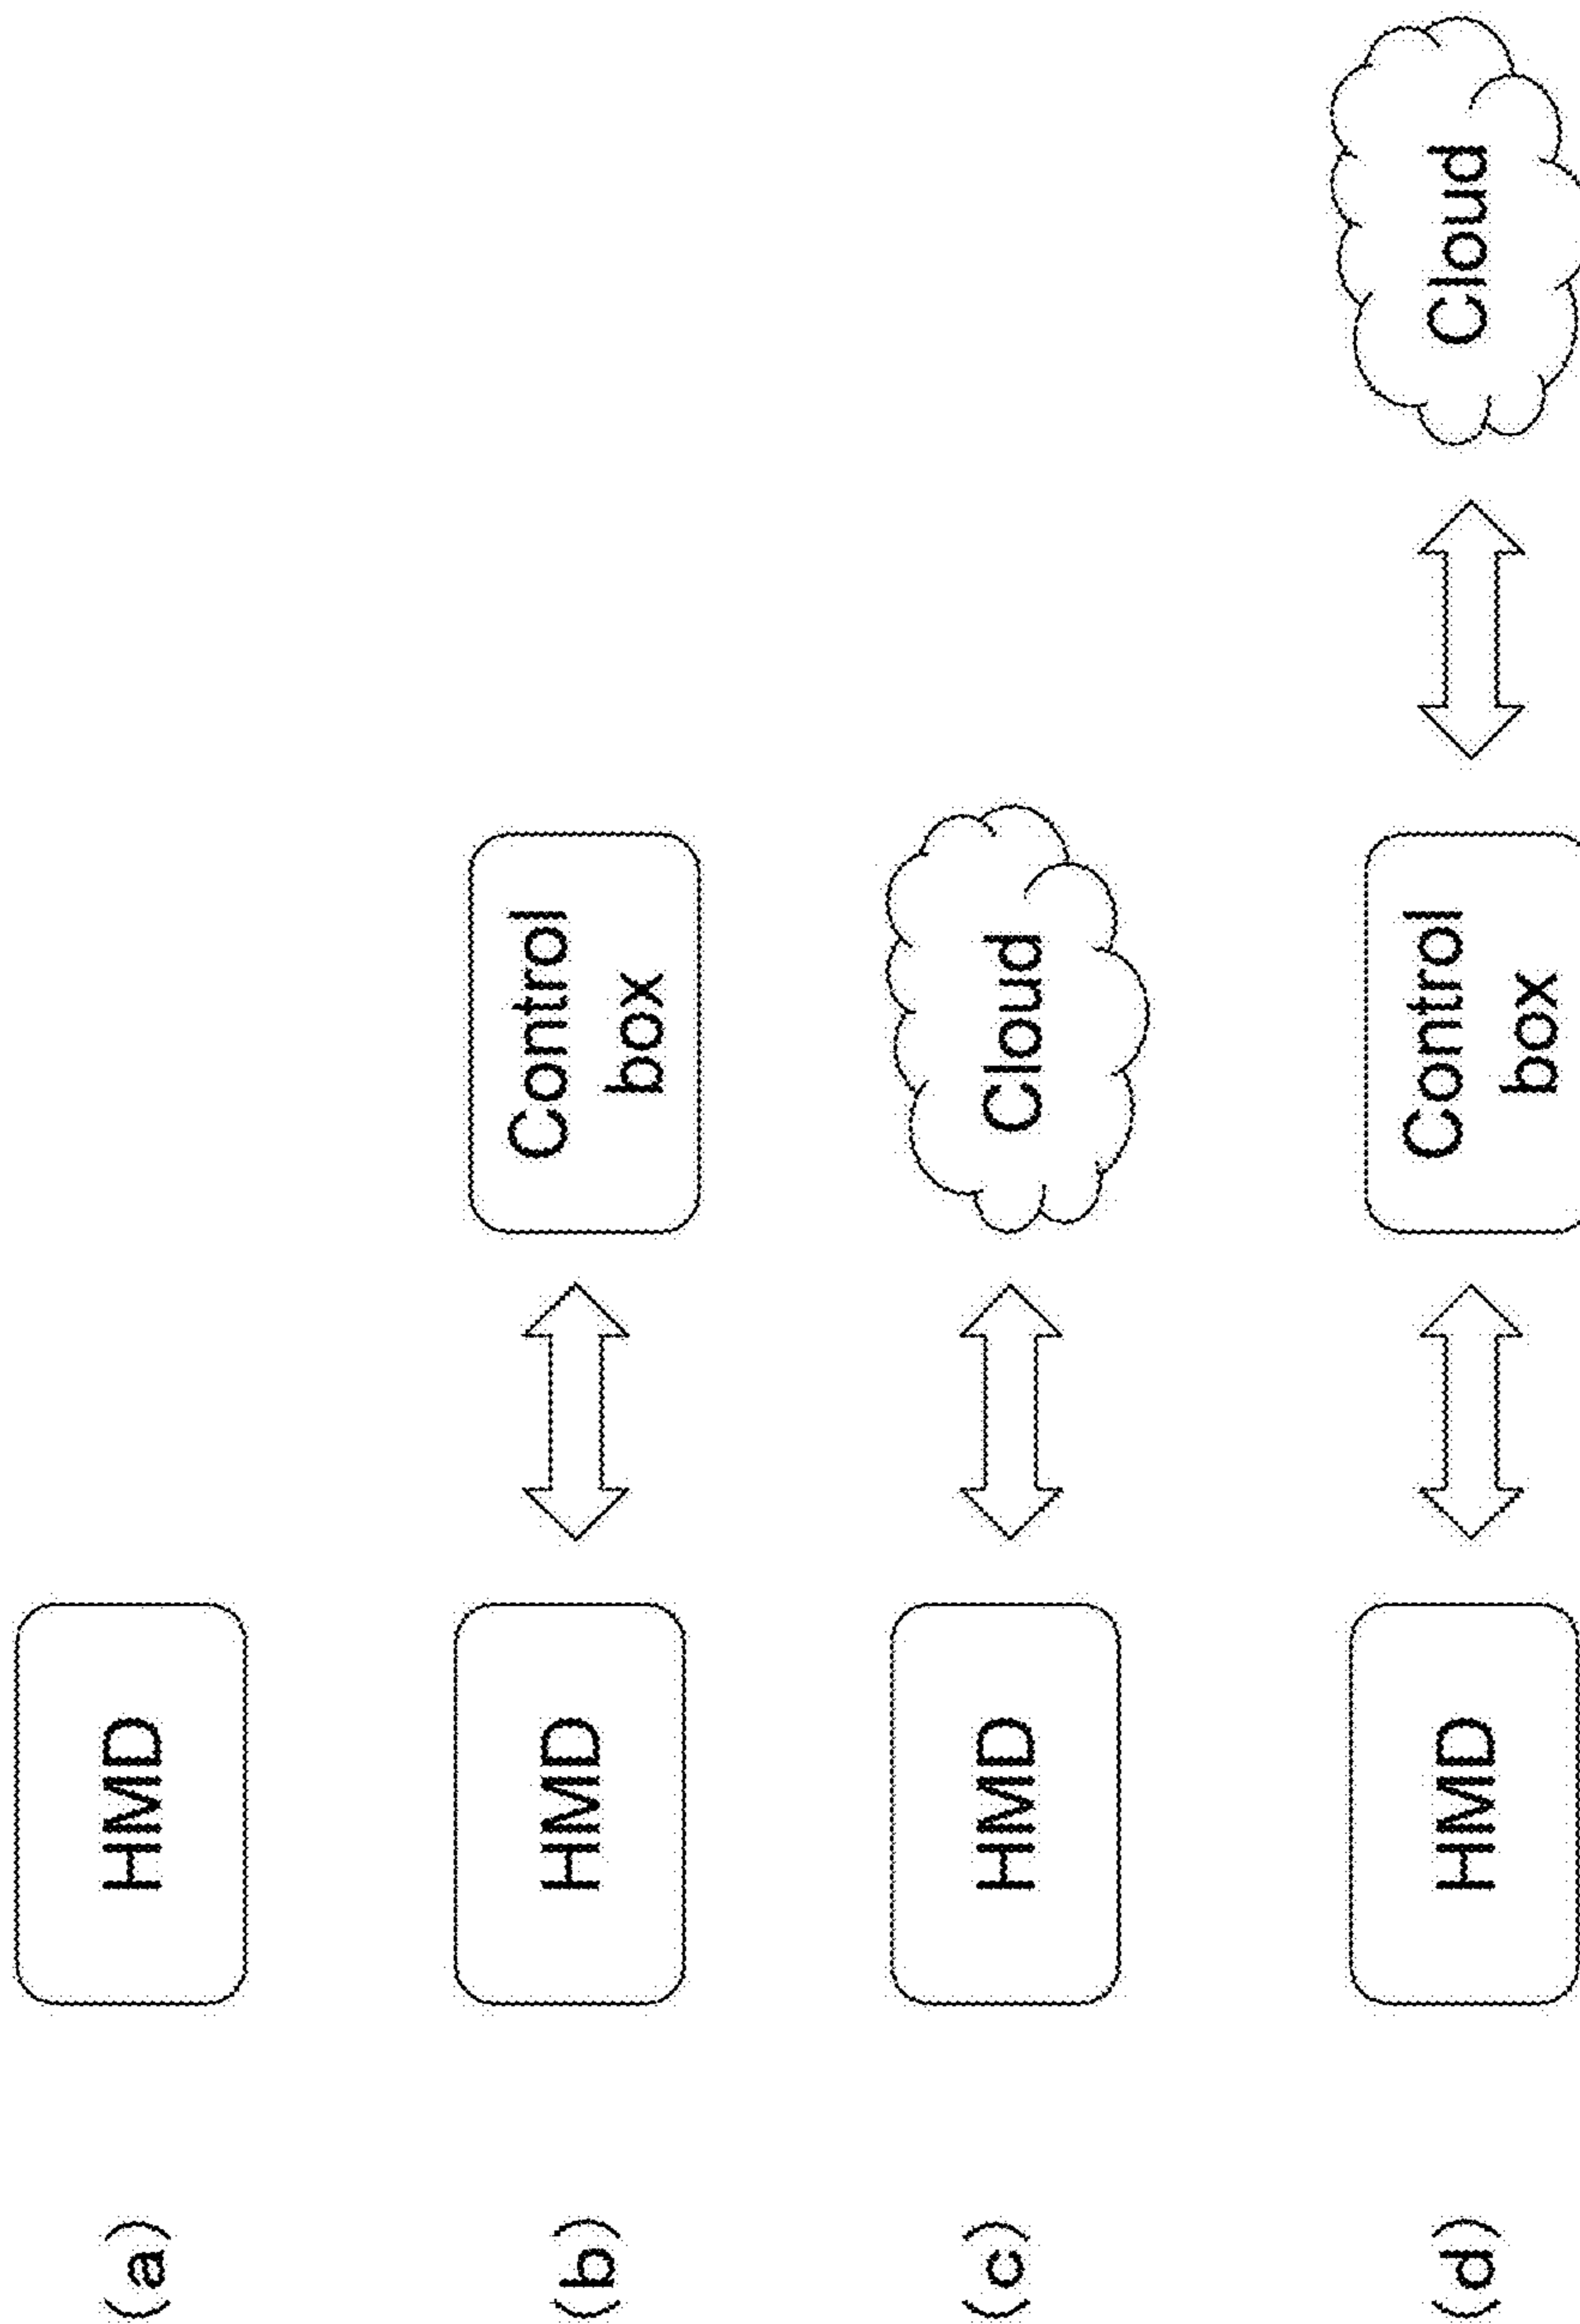 (a)
HMD
(b)
HMD
Control
box
(c)
HMD
Cloud
(d)
HMD
Control
box
Cloud